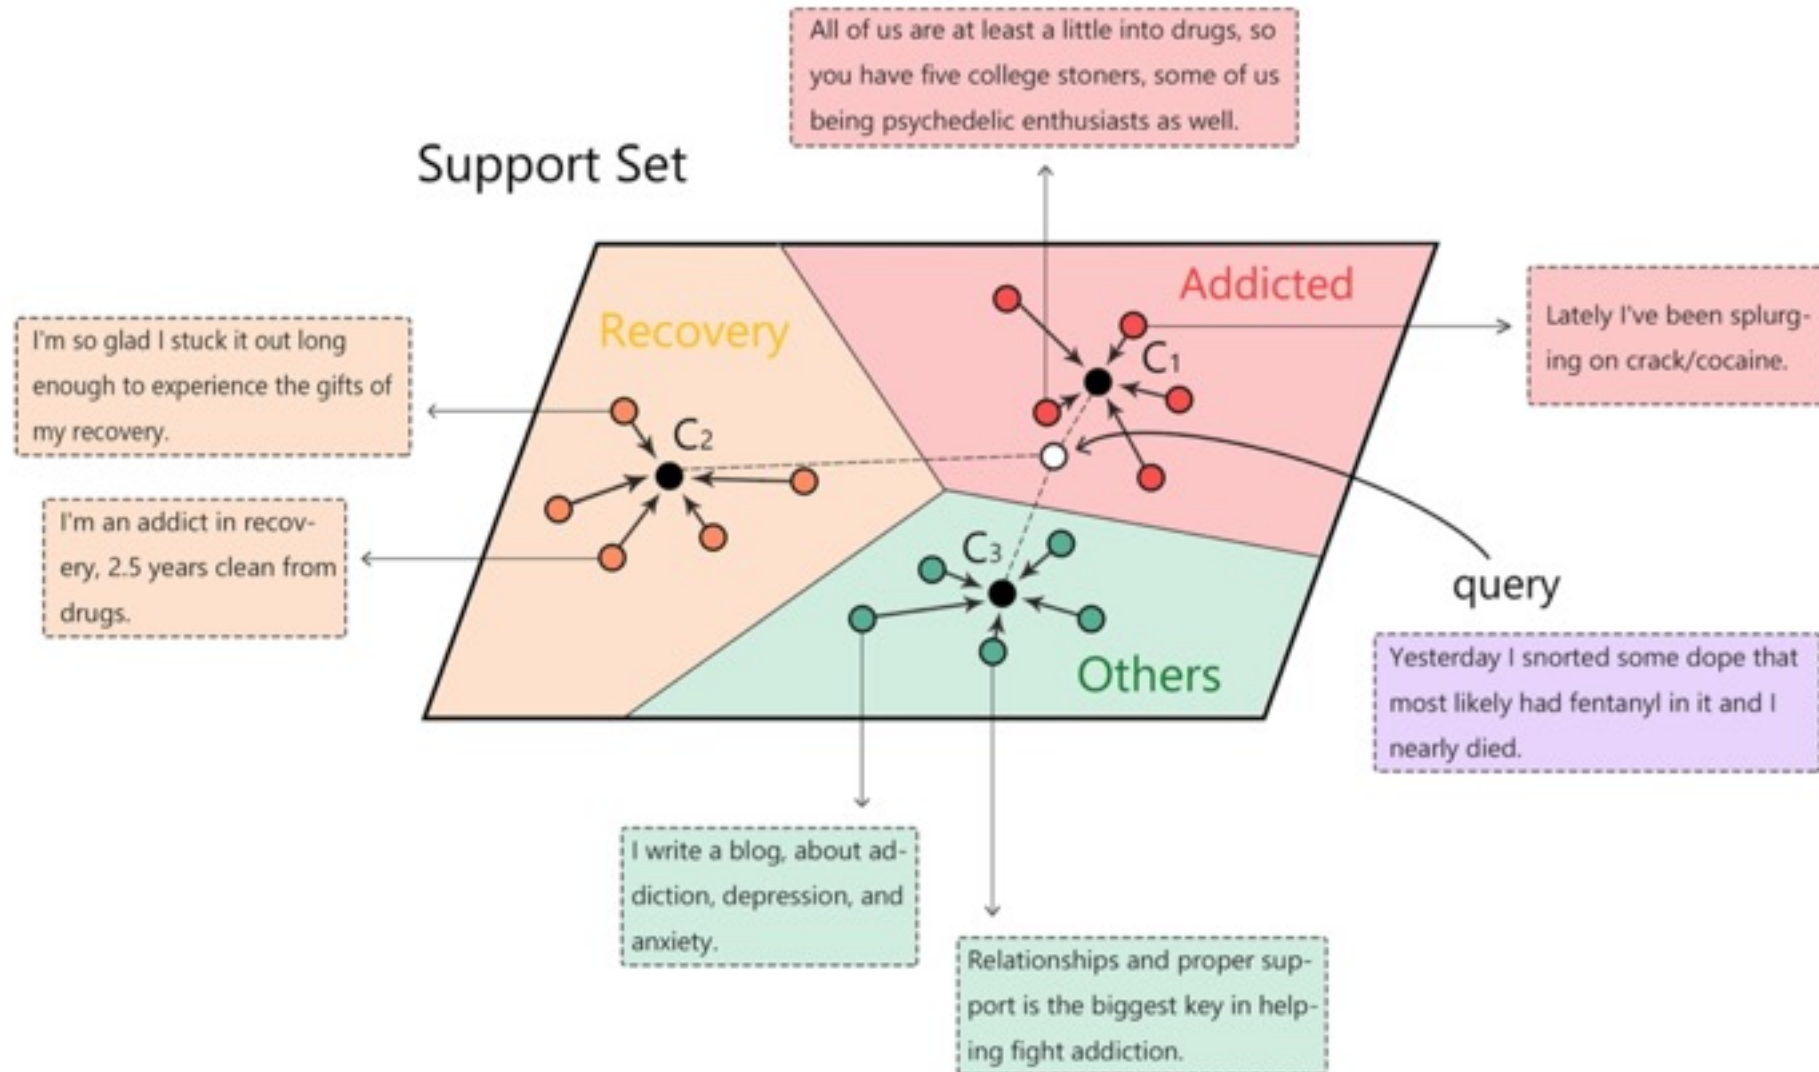 All of us are at least a little into drugs, so
you have five college stoners, some of us
being psychedelic enthusiasts as well.
Support Set
Addicted
Recovery
Lately I've been splurg-
ing on crack/cocaine.
I'm so glad I stuck it out long
enough to experience the gifts of
my recovery.
C1
C2
I'm an addict in recov-
ery, 2.5 years clean from
drugs.
C3
query
Others
Yesterday I snorted some dope that
most likely had fentanyl in it and I
nearly died.
I write a blog, about ad-
diction, depression, and
anxiety.
Relationships and proper sup-
port is the biggest key in help-
ing fight addiction.